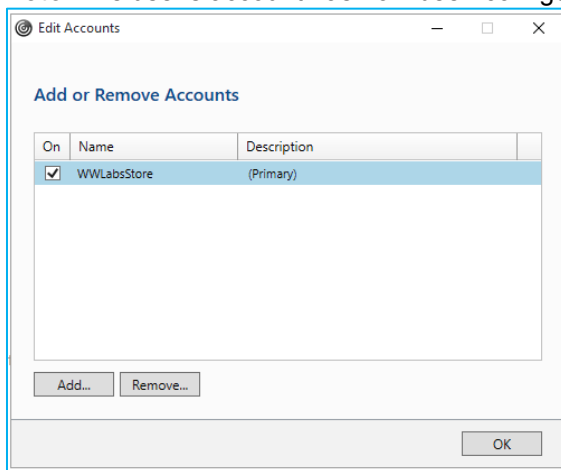 Edit Accounts
Add or Remove Accounts
On Name Description
WWLabsStore (Primary)
Add... Remove...
OK